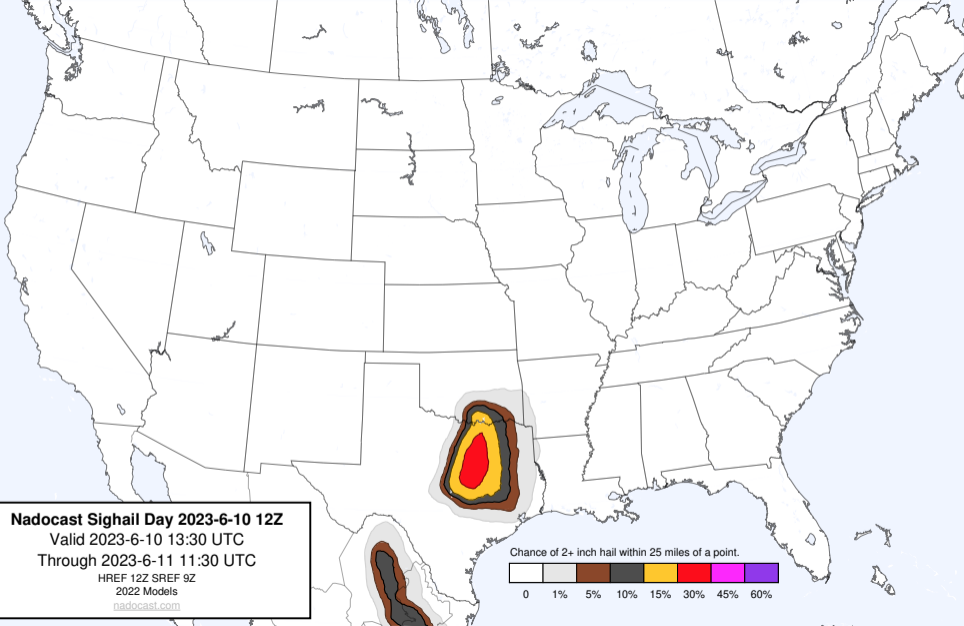 Nadocast Sighail Day 2023-6-10 12Z
Valid 2023-6-10 13:30 UTC
Through 2023-6-11 11:30 UTC
HREF 12Z SREF 9Z
2022 Models
nadocast.com
Chance of 2+ inch hail within 25 miles of a point.
0 1% 5% 10% 15% 30% 45% 60%